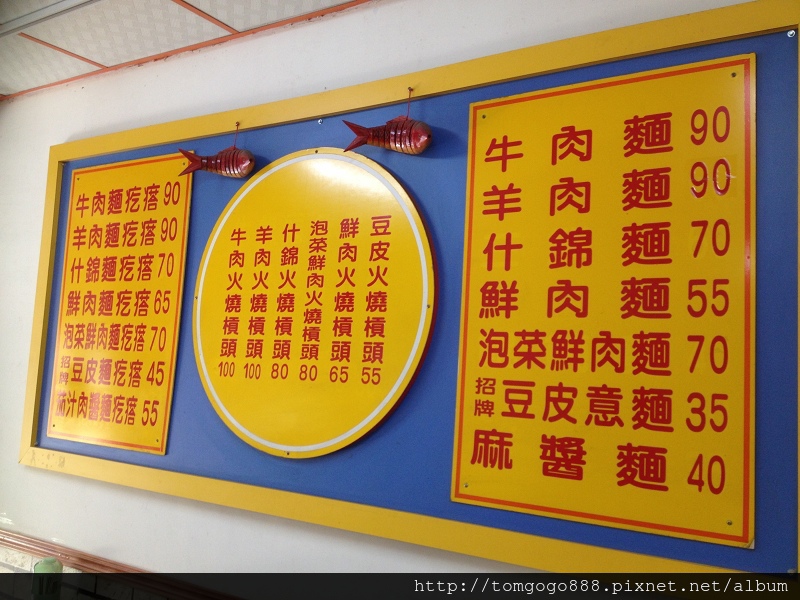 牛肉麵疙瘩 90
羊肉麵疙瘩 90
什錦麵疙瘩 70
鮮肉麵疙瘩 65
泡菜鮮肉麵疙瘩 70
招牌豆皮麵疙瘩 45
麻汁肉醬麵疙瘩 55
豆皮火燒槓頭 55
鮮肉火燒槓頭 65
泡菜鮮肉火燒槓頭 80
什錦火燒槓頭 80
羊肉火燒槓頭 100
牛肉火燒槓頭 100
牛肉麵 90
羊肉麵 90
什錦麵 70
鮮肉麵 55
泡菜鮮肉麵 70
招牌豆皮意麵 35
麻醬麵 40
http://tomgogo888.pixnet.net/album